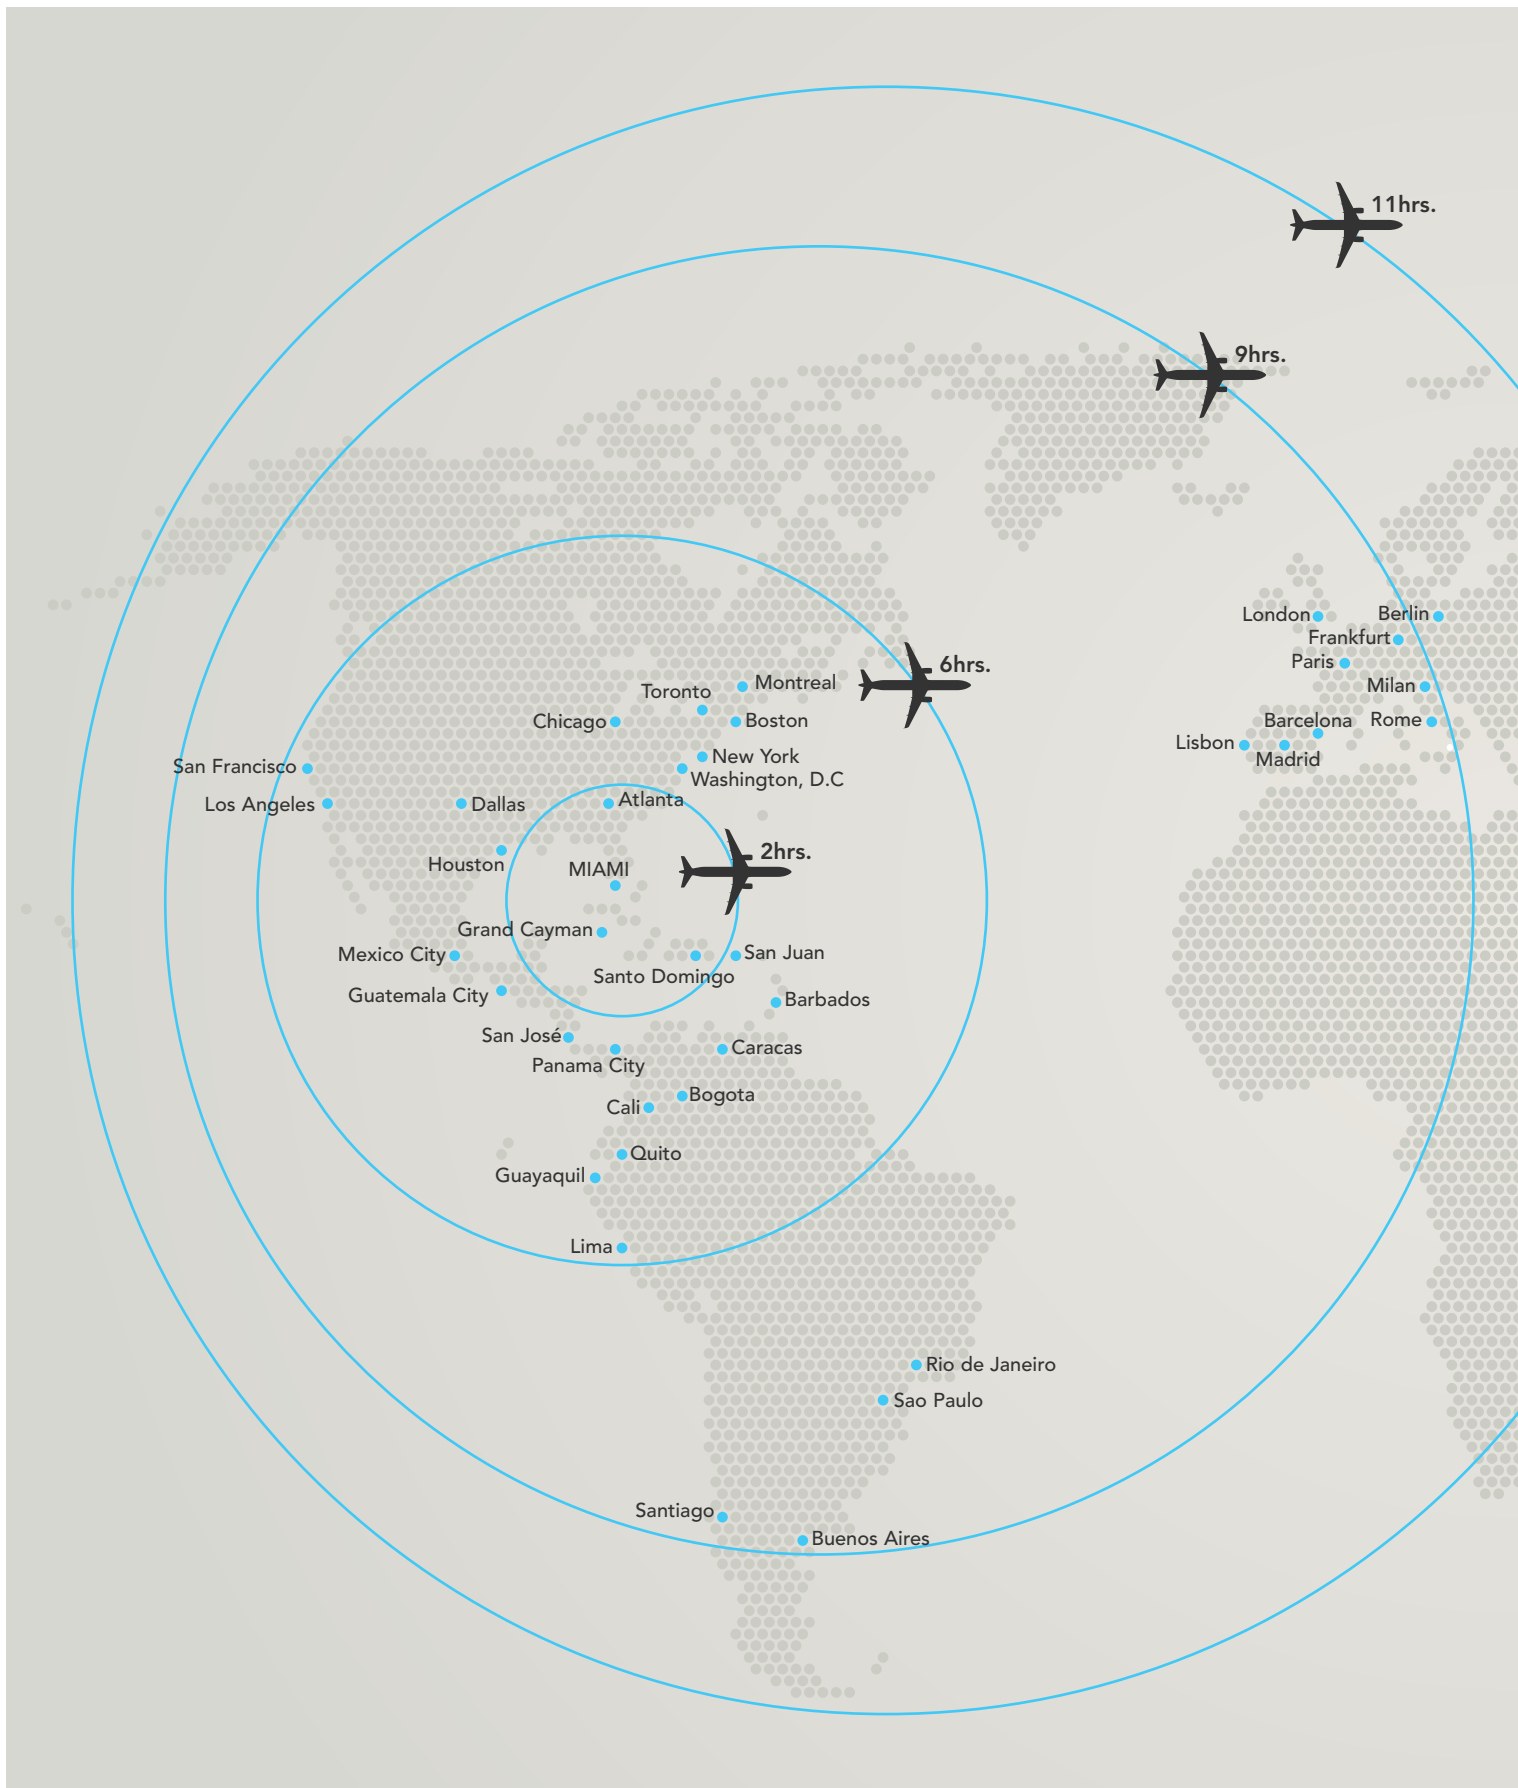 11hrs.
9hrs.
London
Berlin
Frankfurt
Paris
6hrs.
Montreal
Milan
Toronto
Chicago
Boston
Barcelona
Rome
Lisbon
New York
Madrid
San Francisco
Washington, D.C
Los Angeles
Dallas
Atlanta
2hrs.
Houston
MIAMI
Grand Cayman
Mexico City
San Juan
Santo Domingo
Guatemala City
Barbados
San José
Caracas
Panama City
Bogota
Cali
Quito
Guayaquil
Lima
Rio de Janeiro
Sao Paulo
Santiago
Buenos Aires